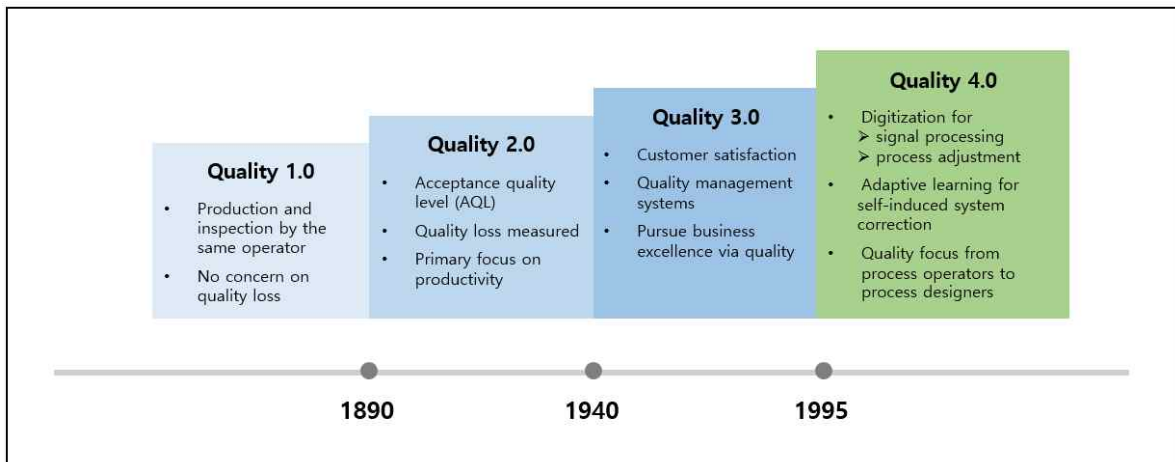 Quality 1.0
• Production and
inspection by the
same operator
• No concern on
quality loss
Quality 2.0
• Acceptance quality
level (AQL)
• Quality loss measured
• Primary focus on
productivity
Quality 3.0
• Customer satisfaction
• Quality management
systems
• Pursue business
excellence via quality
Quality 4.0
• Digitization for
➢ signal processing
➢ process adjustment
• Adaptive learning for
self-induced system
correction
• Quality focus from
process operators to
process designers
1890
1940
1995